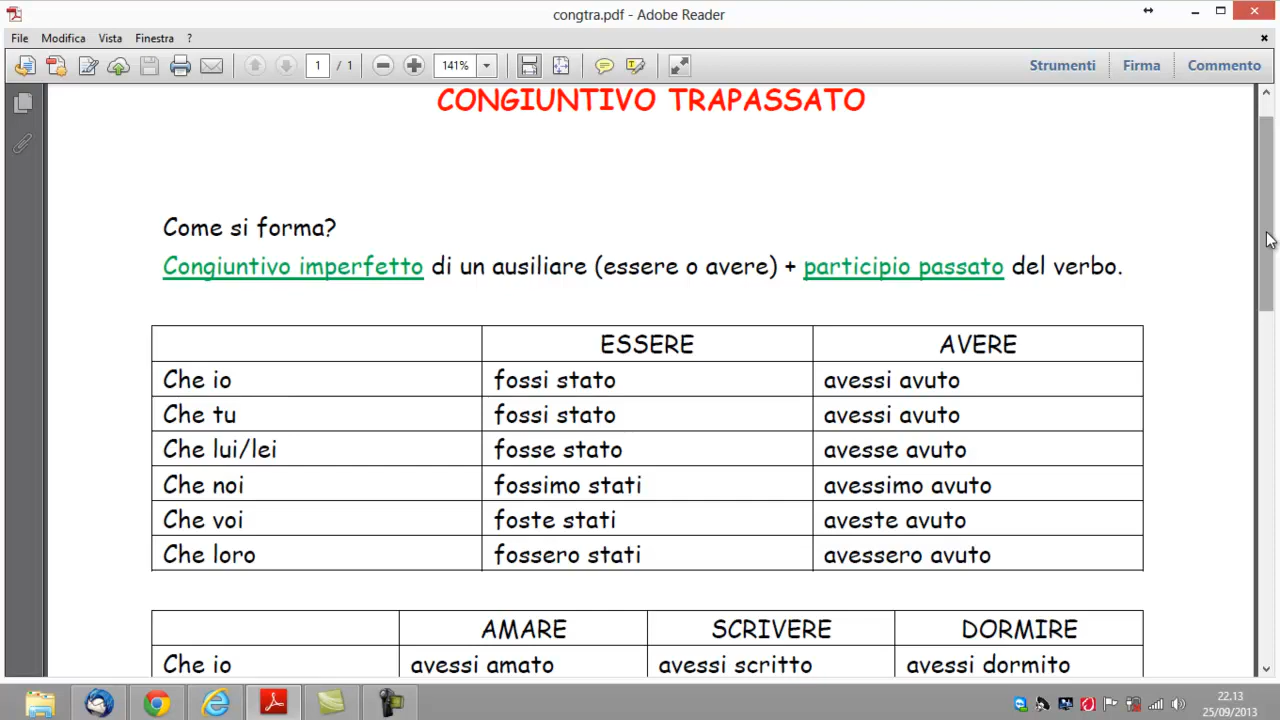 congtra.pdf - Adobe Reader
File Modifica Vista Finestra ?
1 / 1 141% Strumenti Firma Commento
CONGIUNTIVO TRAPASSATO
Come si forma?
Congiuntivo imperfetto di un ausiliare (essere o avere) + participio passato del verbo.
ESSERE AVERE
Che io fossi stato avessi avuto
Che tu fossi stato avessi avuto
Che lui/lei fosse stato avesse avuto
Che noi fossimo stati avessimo avuto
Che voi foste stati aveste avuto
Che loro fossero stati avessero avuto
AMARE SCRIVERE DORMIRE
Che io avessi amato avessi scritto avessi dormito
22.13
25/09/2013